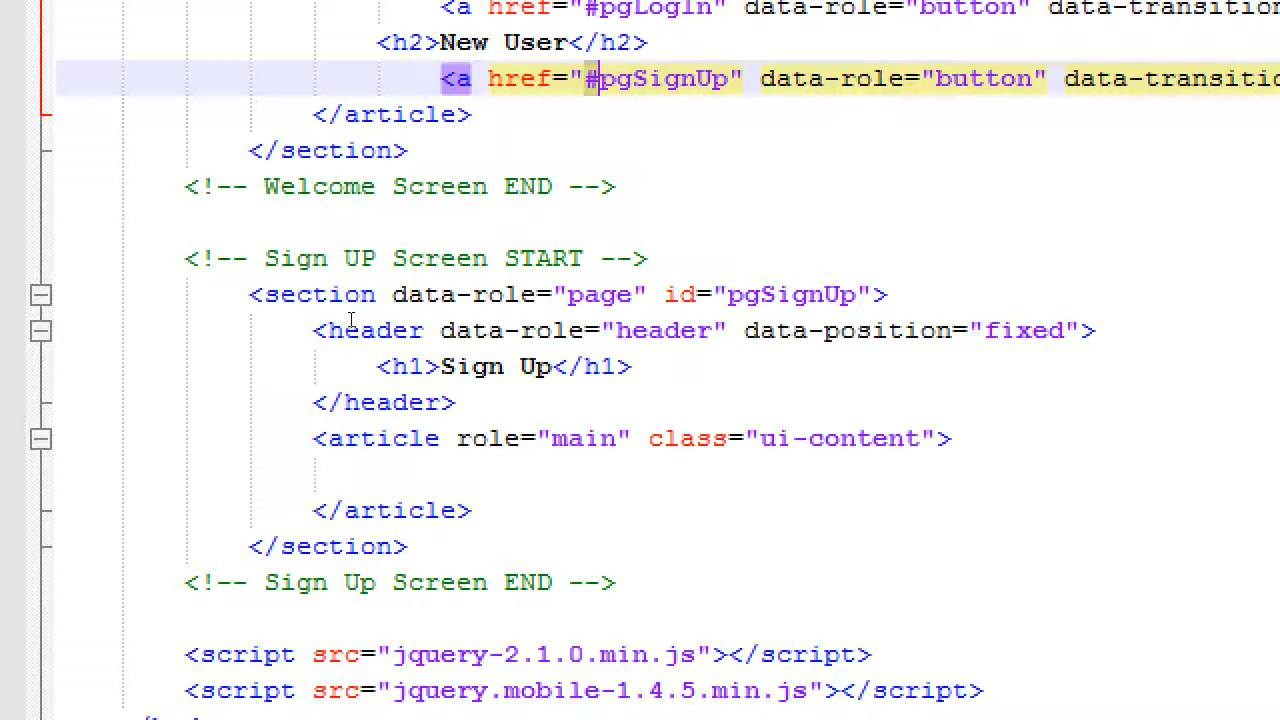 <a href="#pgLogIn" data-role="button" data-transition
<h2>New User</h2>
<a href="#pgSignUp" data-role="button" data-transitio
</article>
</section>
<!-- Welcome Screen END -->
<!-- Sign UP Screen START -->
<section data-role="page" id="pgSignUp">
<header data-role="header" data-position="fixed">
<h1>Sign Up</h1>
</header>
<article role="main" class="ui-content">
</article>
</section>
<!-- Sign Up Screen END -->
<script src="jquery-2.1.0.min.js"></script>
<script src="jquery.mobile-1.4.5.min.js"></script>